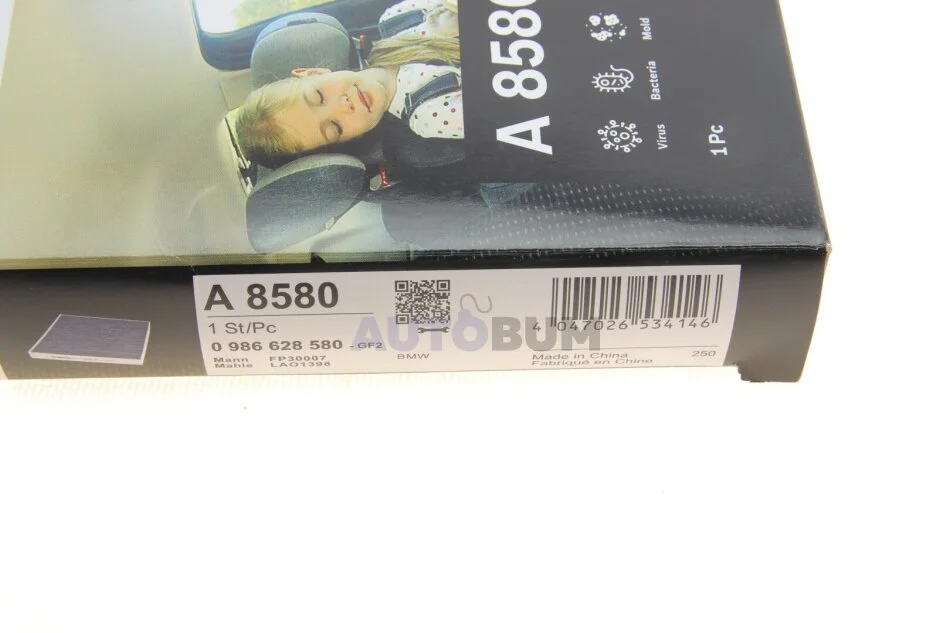 A 8580
Mold
Bacteria
Virus
1 Pc
A 8580
1 St/Pc
0 986 628 580 - GF2
Mann FP30007
Mahle LAO1398
BMW
4 047026 534146
Made in China 250
Fabriqué en Chine
AUTOBUM